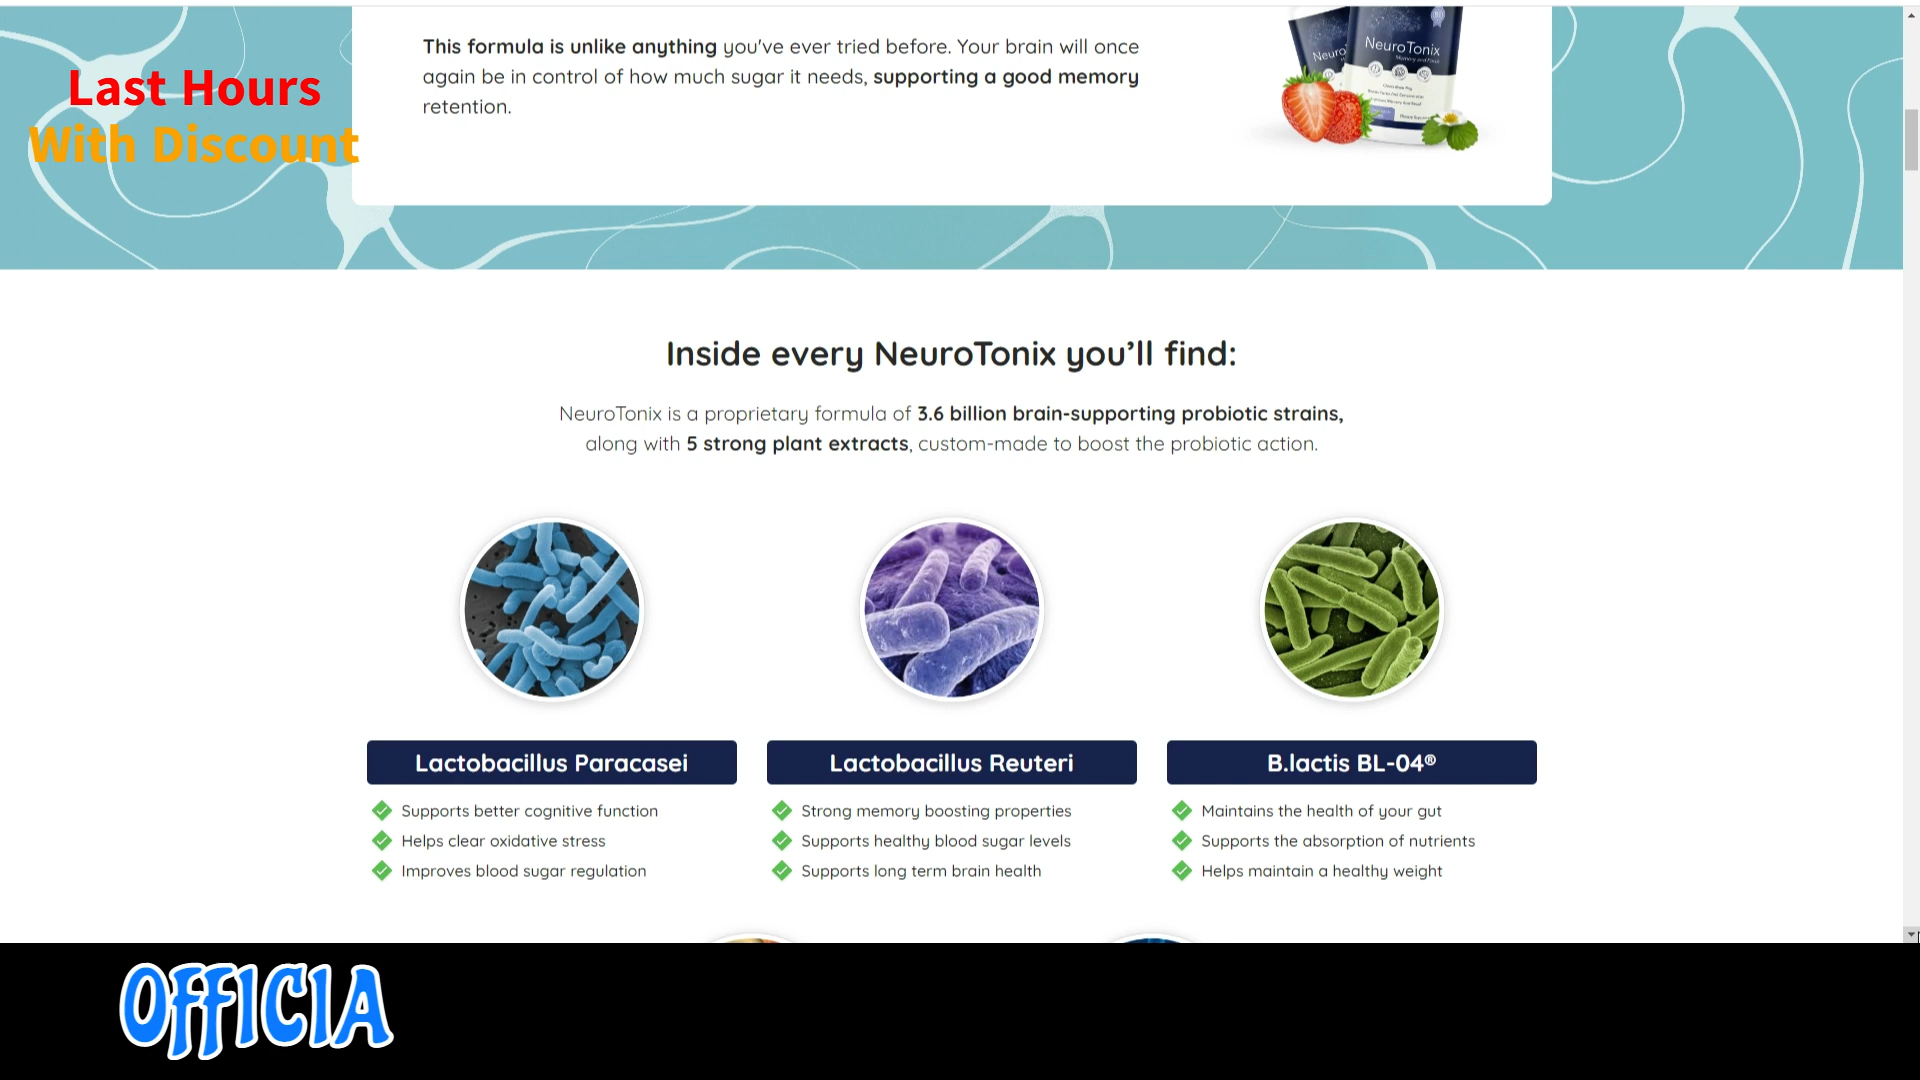 This formula is unlike anything you've ever tried before. Your brain will once
again be in control of how much sugar it needs, supporting a good memory
retention.
Last Hours
With Discount
NeuroTonix
Inside every NeuroTonix you’ll find:
NeuroTonix is a proprietary formula of 3.6 billion brain-supporting probiotic strains,
along with 5 strong plant extracts, custom-made to boost the probiotic action.
Lactobacillus Paracasei
Supports better cognitive function
Helps clear oxidative stress
Improves blood sugar regulation
Lactobacillus Reuteri
Strong memory boosting properties
Supports healthy blood sugar levels
Supports long term brain health
B.lactis BL-04®
Maintains the health of your gut
Supports the absorption of nutrients
Helps maintain a healthy weight
OFFICIA